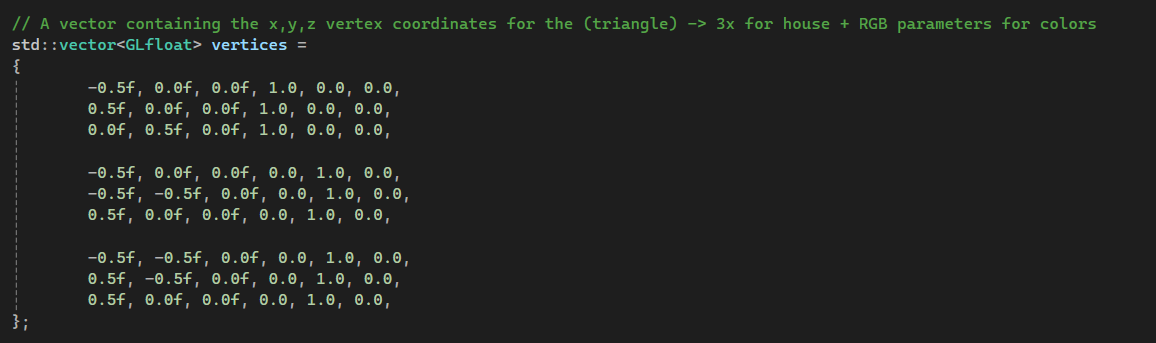 // A vector containing the x,y,z vertex coordinates for the (triangle) -> 3x for house + RGB parameters for colors
std::vector<GLfloat> vertices =
{
-0.5f, 0.0f, 0.0f, 1.0, 0.0, 0.0,
0.5f, 0.0f, 0.0f, 1.0, 0.0, 0.0,
0.0f, 0.5f, 0.0f, 1.0, 0.0, 0.0,
-0.5f, 0.0f, 0.0f, 0.0, 1.0, 0.0,
-0.5f, -0.5f, 0.0f, 0.0, 1.0, 0.0,
0.5f, 0.0f, 0.0f, 0.0, 1.0, 0.0,
-0.5f, -0.5f, 0.0f, 0.0, 1.0, 0.0,
0.5f, -0.5f, 0.0f, 0.0, 1.0, 0.0,
0.5f, 0.0f, 0.0f, 0.0, 1.0, 0.0,
};